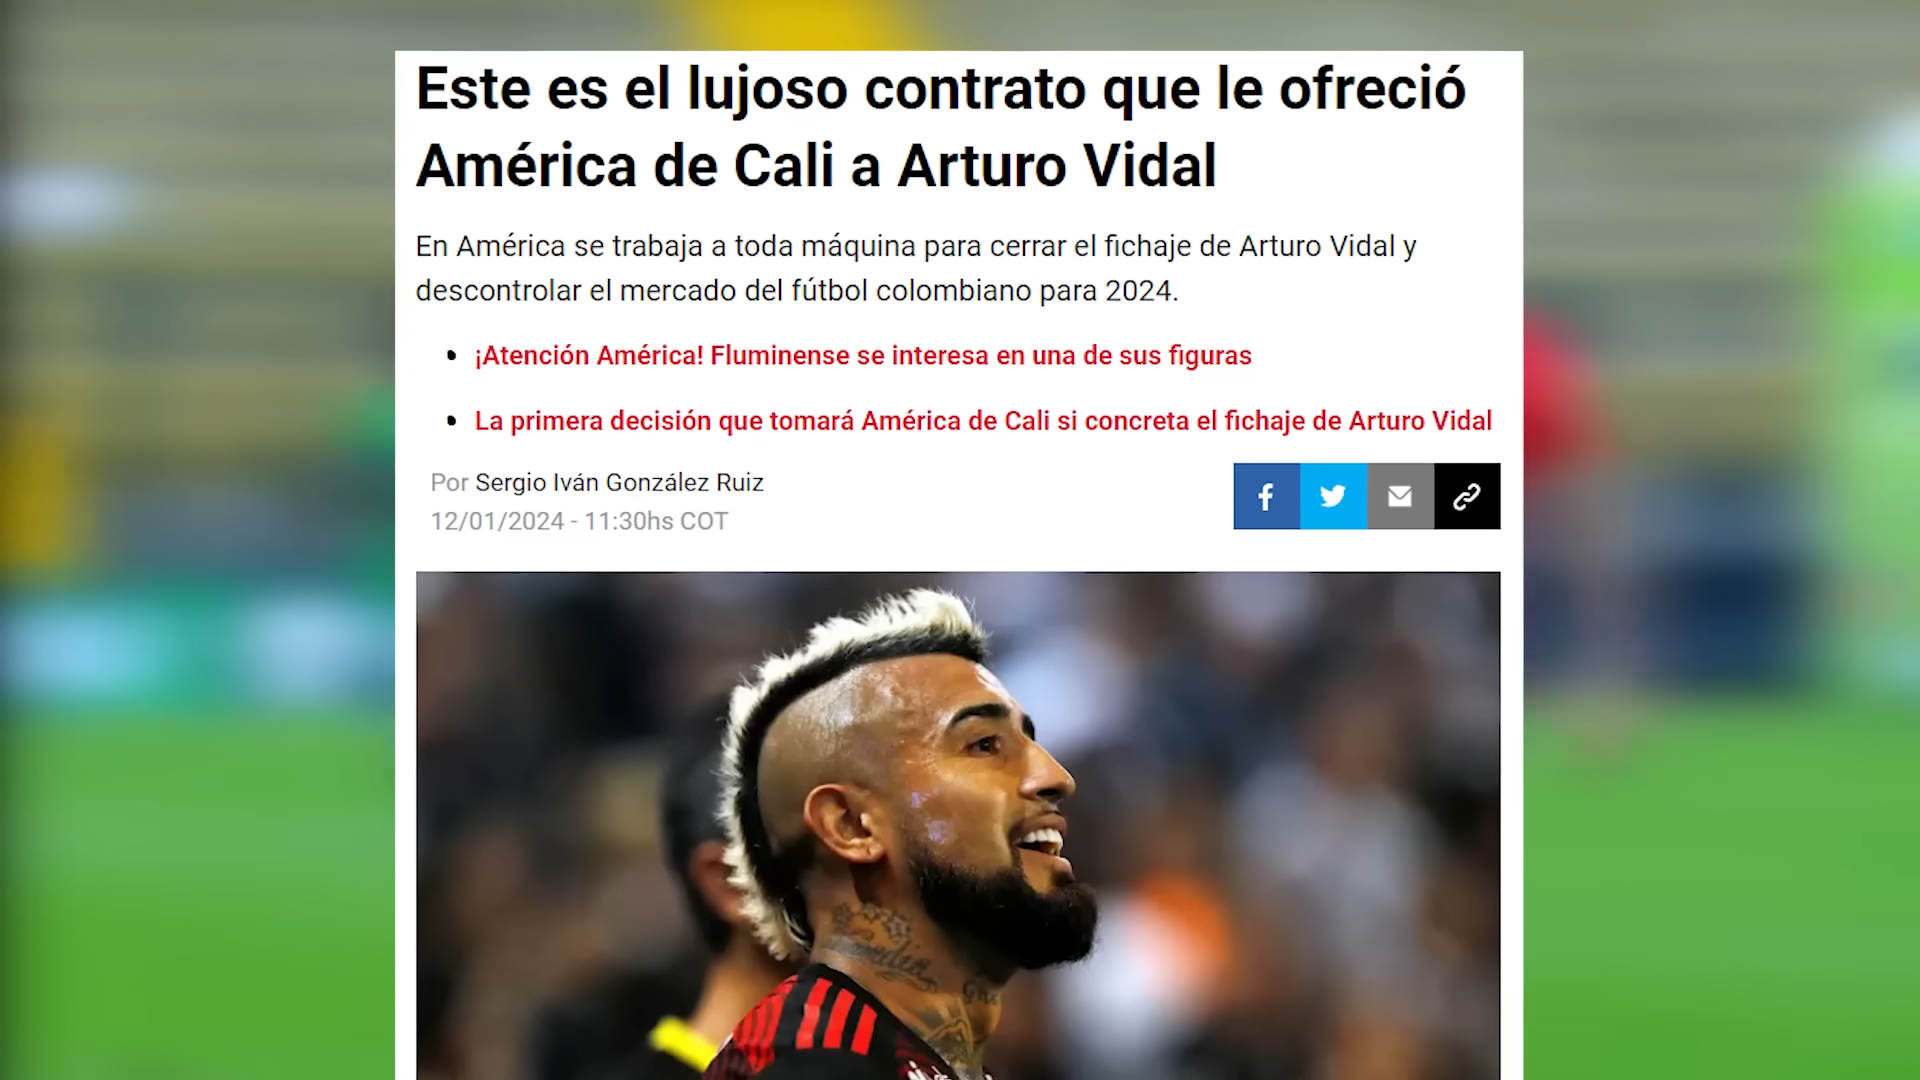 Este es el lujoso contrato que le ofreció
América de Cali a Arturo Vidal
En América se trabaja a toda máquina para cerrar el fichaje de Arturo Vidal y
descontrolar el mercado del fútbol colombiano para 2024.
• ¡Atención América! Fluminense se interesa en una de sus figuras
• La primera decisión que tomará América de Cali si concreta el fichaje de Arturo Vidal
Por Sergio Iván González Ruiz
12/01/2024 - 11:30hs COT